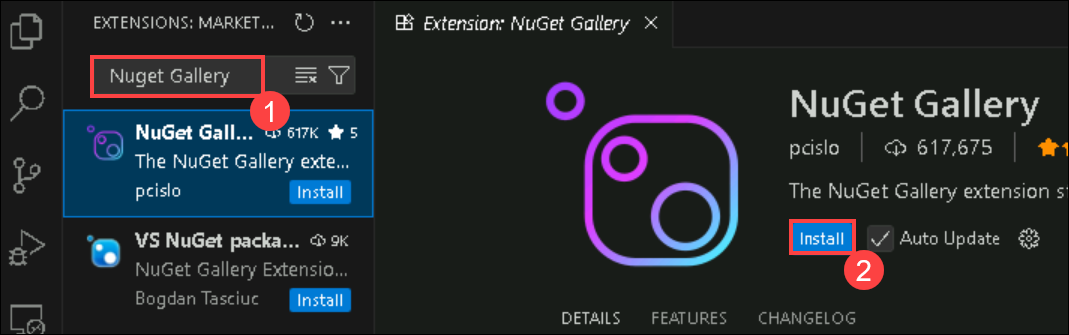 EXTENSIONS: MARKET...
Nuget Gallery
1
NuGet Gall... 617K 5
The NuGet Gallery exte...
pcislo Install
VS NuGet packa... 9K
NuGet Gallery Extensio...
Bogdan Tasciuc Install
Extension: NuGet Gallery
NuGet Gallery
pcislo 617,675
The NuGet Gallery extension s
Install Auto Update
2
DETAILS FEATURES CHANGELOG